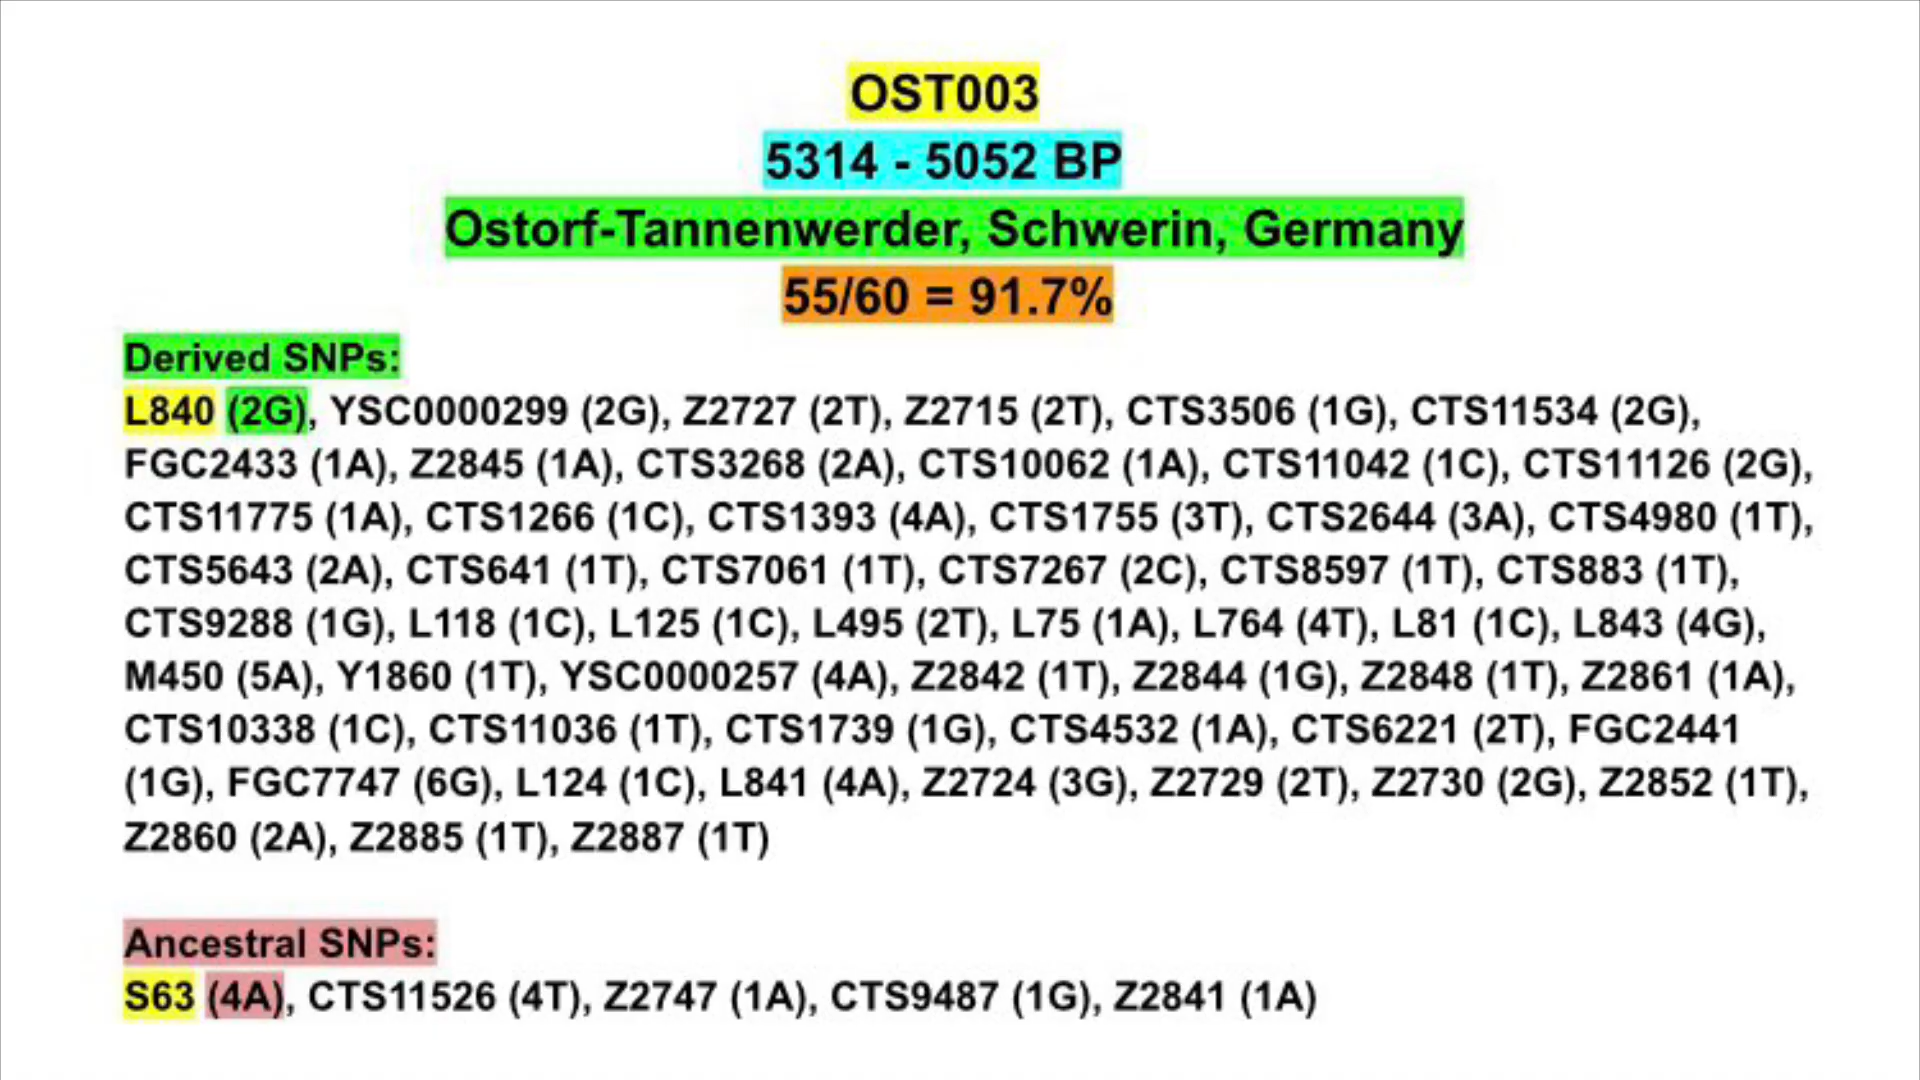 OST003
5314 - 5052 BP
Ostorf-Tannenwerder, Schwerin, Germany
55/60 = 91.7%
Derived SNPs:
L840 (2G), YSC0000299 (2G), Z2727 (2T), Z2715 (2T), CTS3506 (1G), CTS11534 (2G),
FGC2433 (1A), Z2845 (1A), CTS3268 (2A), CTS10062 (1A), CTS11042 (1C), CTS11126 (2G),
CTS11775 (1A), CTS1266 (1C), CTS1393 (4A), CTS1755 (3T), CTS2644 (3A), CTS4980 (1T),
CTS5643 (2A), CTS641 (1T), CTS7061 (1T), CTS7267 (2C), CTS8597 (1T), CTS883 (1T),
CTS9288 (1G), L118 (1C), L125 (1C), L495 (2T), L75 (1A), L764 (4T), L81 (1C), L843 (4G),
M450 (5A), Y1860 (1T), YSC0000257 (4A), Z2842 (1T), Z2844 (1G), Z2848 (1T), Z2861 (1A),
CTS10338 (1C), CTS11036 (1T), CTS1739 (1G), CTS4532 (1A), CTS6221 (2T), FGC2441
(1G), FGC7747 (6G), L124 (1C), L841 (4A), Z2724 (3G), Z2729 (2T), Z2730 (2G), Z2852 (1T),
Z2860 (2A), Z2885 (1T), Z2887 (1T)
Ancestral SNPs:
S63 (4A), CTS11526 (4T), Z2747 (1A), CTS9487 (1G), Z2841 (1A)